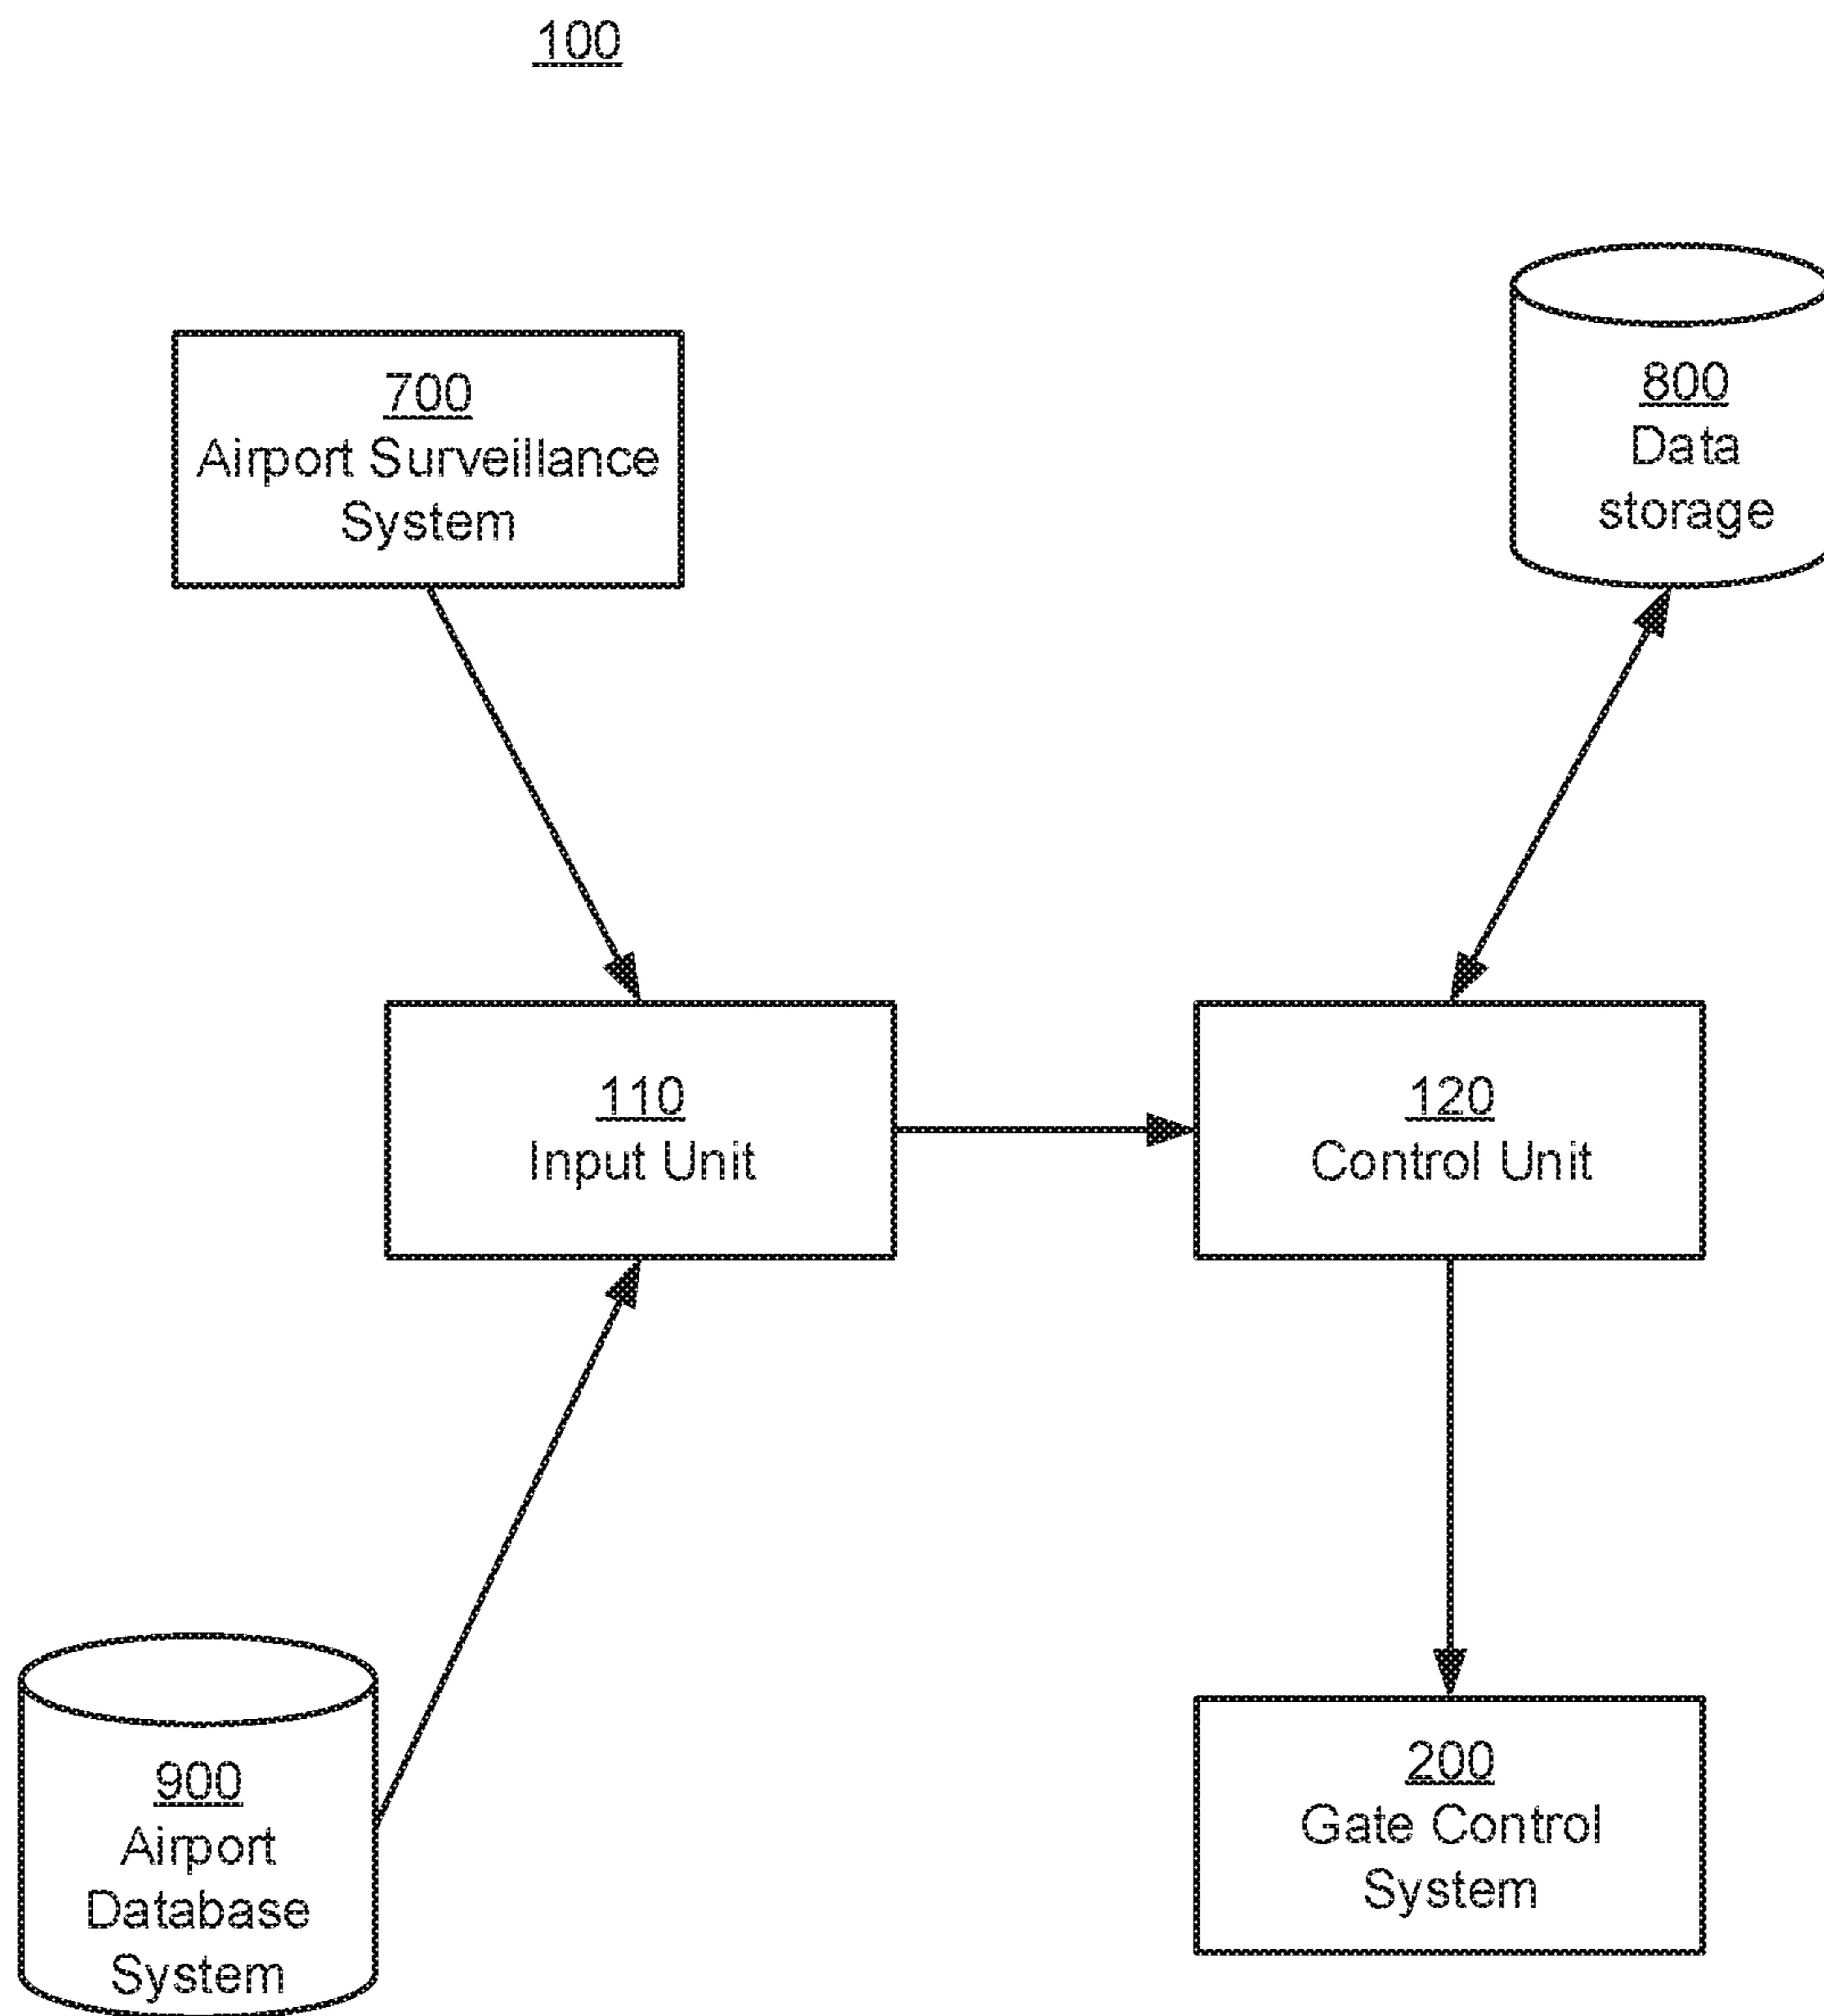 100
700
Airport Surveillance
System
800
Data
storage
110
Input Unit
120
Control Unit
900
Airport
Database
System
200
Gate Control
System